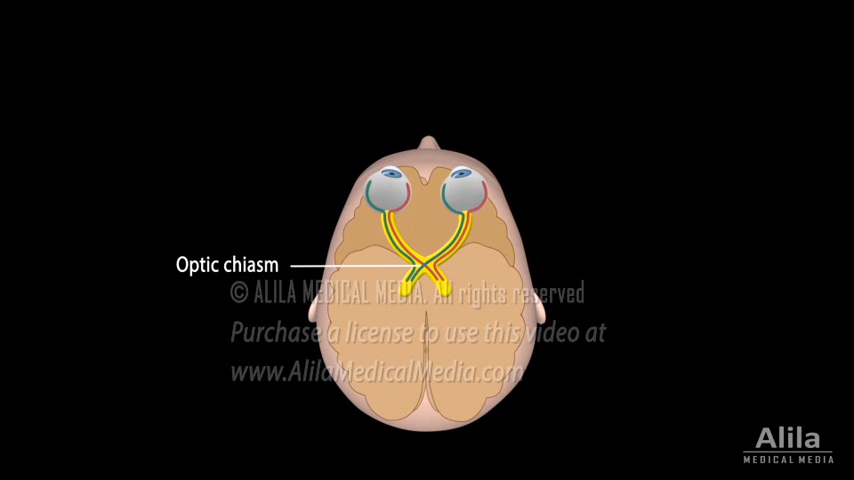 Optic chiasm
© ALILA MEDICAL MEDIA. All rights reserved
Purchase a license to use this video at
www.AlilaMedicalMedia.com
Alila
MEDICAL MEDIA